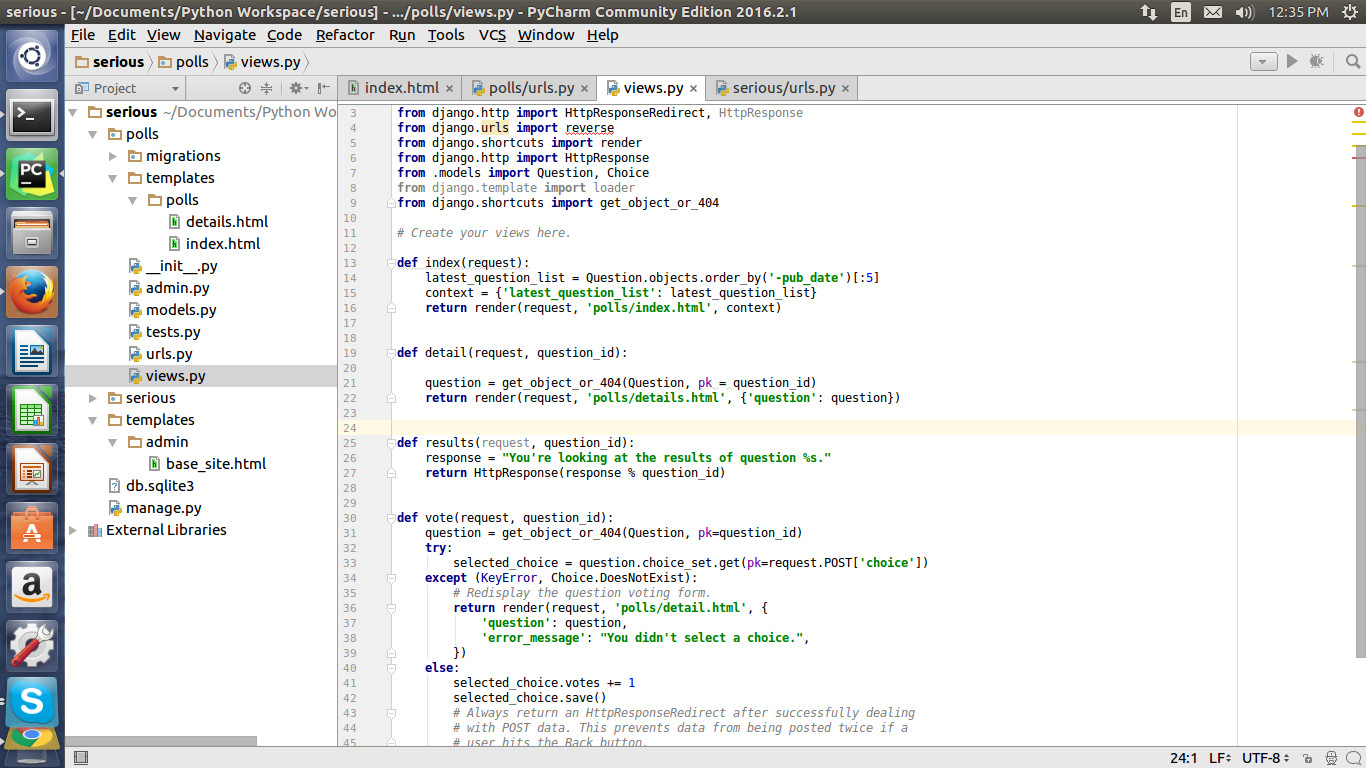 serious - [~/Documents/Python Workspace/serious] - .../polls/views.py - PyCharm Community Edition 2016.2.1
En
12:35 PM
File Edit View Navigate Code Refactor Run Tools VCS Window Help
serious polls views.py
Project
index.html polls/urls.py views.py serious/urls.py
serious ~/Documents/Python Wo
polls
migrations
templates
polls
details.html
index.html
__init__.py
admin.py
models.py
tests.py
urls.py
views.py
serious
templates
admin
base_site.html
db.sqlite3
manage.py
External Libraries
3 from django.http import HttpResponseRedirect, HttpResponse
4 from django.urls import reverse
5 from django.shortcuts import render
6 from django.http import HttpResponse
7 from .models import Question, Choice
8 from django.template import loader
9 from django.shortcuts import get_object_or_404
10
11 # Create your views here.
12
13 def index(request):
14 latest_question_list = Question.objects.order_by('-pub_date')[:5]
15 context = {'latest_question_list': latest_question_list}
16 return render(request, 'polls/index.html', context)
17
18
19 def detail(request, question_id):
20
21 question = get_object_or_404(Question, pk = question_id)
22 return render(request, 'polls/details.html', {'question': question})
23
24
25 def results(request, question_id):
26 response = "You're looking at the results of question %s."
27 return HttpResponse(response % question_id)
28
29
30 def vote(request, question_id):
31 question = get_object_or_404(Question, pk=question_id)
32 try:
33 selected_choice = question.choice_set.get(pk=request.POST['choice'])
34 except (KeyError, Choice.DoesNotExist):
35 # Redisplay the question voting form.
36 return render(request, 'polls/detail.html', {
37 'question': question,
38 'error_message': "You didn't select a choice.",
39 })
40 else:
41 selected_choice.votes += 1
42 selected_choice.save()
43 # Always return an HttpResponseRedirect after successfully dealing
44 # with POST data. This prevents data from being posted twice if a
45 # user hits the Back button.
24:1 LF UTF-8
PC